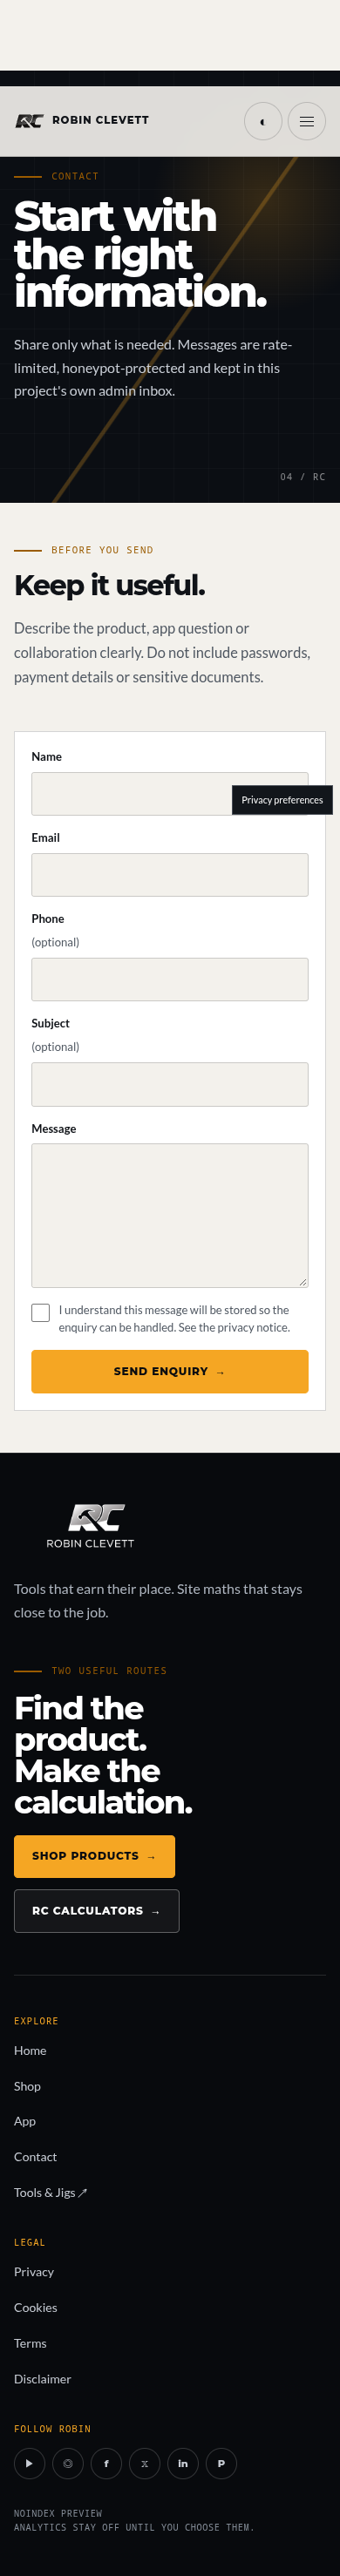 RC ROBIN CLEVETT
CONTACT
Start with
the right
information.
Share only what is needed. Messages are rate-
limited, honeypot-protected and kept in this
project's own admin inbox.
04 / RC
BEFORE YOU SEND
Keep it useful.
Describe the product, app question or
collaboration clearly. Do not include passwords,
payment details or sensitive documents.
Name
Privacy preferences
Email
Phone
(optional)
Subject
(optional)
Message
I understand this message will be stored so the
enquiry can be handled. See the privacy notice.
SEND ENQUIRY →
RC
ROBIN CLEVETT
Tools that earn their place. Site maths that stays
close to the job.
TWO USEFUL ROUTES
Find the
product.
Make the
calculation.
SHOP PRODUCTS →
RC CALCULATORS →
EXPLORE
Home
Shop
App
Contact
Tools & Jigs ↗
LEGAL
Privacy
Cookies
Terms
Disclaimer
FOLLOW ROBIN
▶ ◎ f X in P
NOINDEX PREVIEW
ANALYTICS STAY OFF UNTIL YOU CHOOSE THEM.